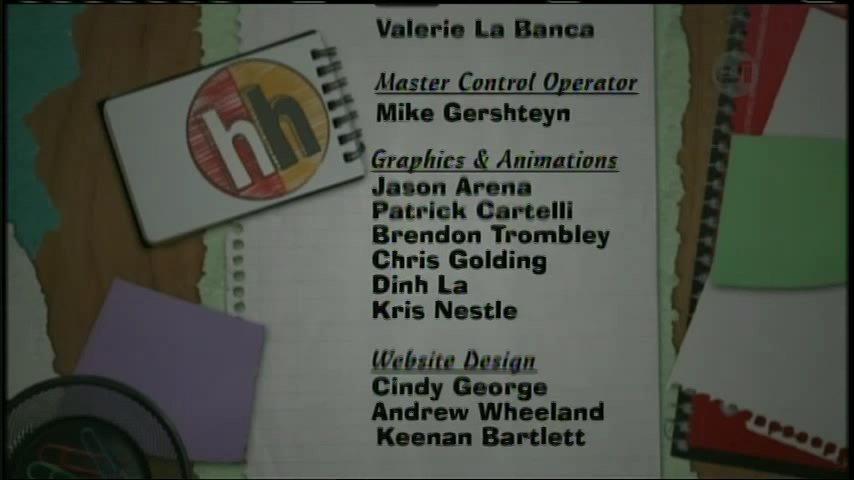 Valerie La Banca
Master Control Operator
Mike Gershteyn
hh
Graphics & Animations
Jason Arena
Patrick Cartelli
Brendon Trombley
Chris Golding
Dinh La
Kris Nestle
Website Design
Cindy George
Andrew Wheeland
Keenan Bartlett